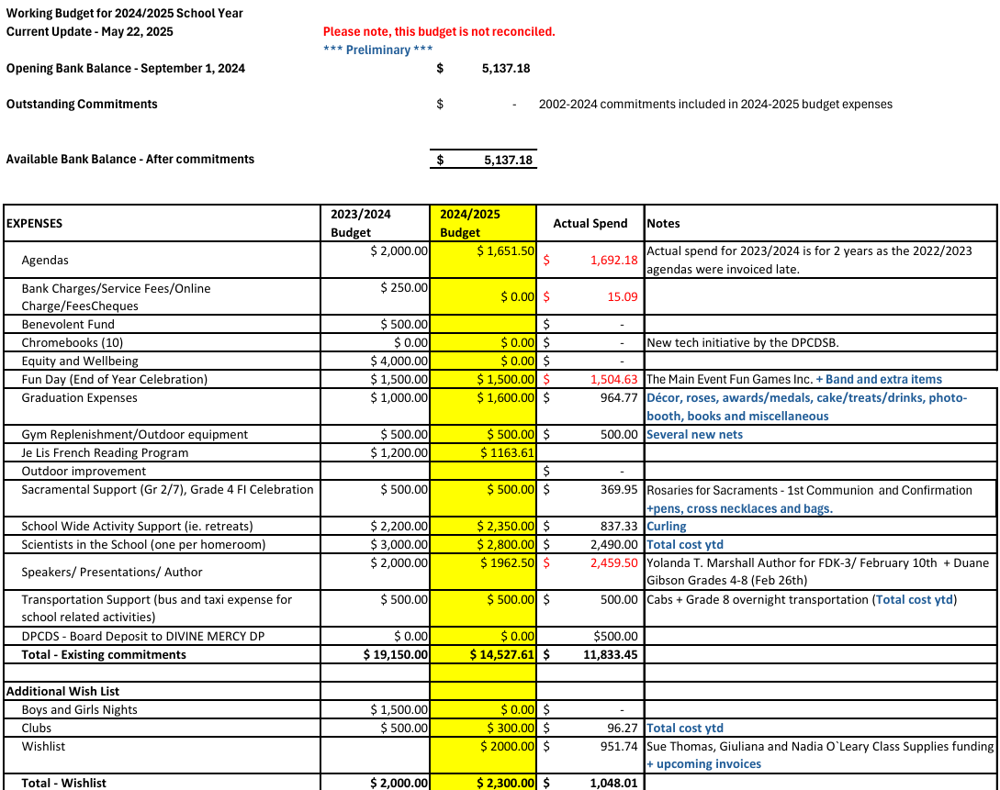 Working Budget for 2024/2025 School Year
Current Update - May 22, 2025 Please note, this budget is not reconciled.
*** Preliminary ***
Opening Bank Balance - September 1, 2024 $ 5,137.18
Outstanding Commitments $ - 2002-2024 commitments included in 2024-2025 budget expenses
Available Bank Balance - After commitments $ 5,137.18
EXPENSES 2023/2024 Budget 2024/2025 Budget Actual Spend Notes
Agendas $ 2,000.00 $ 1,651.50 $ 1,692.18 Actual spend for 2023/2024 is for 2 years as the 2022/2023
agendas were invoiced late.
Bank Charges/Service Fees/Online
Charge/FeesCheques $ 250.00 $ 0.00 $ 15.09
Benevolent Fund $ 500.00 $ -
Chromebooks (10) $ 0.00 $ 0.00 $ - New tech initiative by the DPCDSB.
Equity and Wellbeing $ 4,000.00 $ 0.00 $ -
Fun Day (End of Year Celebration) $ 1,500.00 $ 1,500.00 $ 1,504.63 The Main Event Fun Games Inc. + Band and extra items
Graduation Expenses $ 1,000.00 $ 1,600.00 $ 964.77 Décor, roses, awards/medals, cake/treats/drinks, photo-
booth, books and miscellaneous
Gym Replenishment/Outdoor equipment $ 500.00 $ 500.00 $ 500.00 Several new nets
Je Lis French Reading Program $ 1,200.00 $ 1163.61
Outdoor improvement $ -
Sacramental Support (Gr 2/7), Grade 4 FI Celebration $ 500.00 $ 500.00 $ 369.95 Rosaries for Sacraments - 1st Communion and Confirmation
+pens, cross necklaces and bags.
School Wide Activity Support (ie. retreats) $ 2,200.00 $ 2,350.00 $ 837.33 Curling
Scientists in the School (one per homeroom) $ 3,000.00 $ 2,800.00 $ 2,490.00 Total cost ytd
Speakers/ Presentations/ Author $ 2,000.00 $ 1962.50 $ 2,459.50 Yolanda T. Marshall Author for FDK-3/ February 10th + Duane
Gibson Grades 4-8 (Feb 26th)
Transportation Support (bus and taxi expense for
school related activities) $ 500.00 $ 500.00 $ 500.00 Cabs + Grade 8 overnight transportation (Total cost ytd)
DPCDS - Board Deposit to DIVINE MERCY DP $ 0.00 $ 0.00 $500.00
Total - Existing commitments $ 19,150.00 $ 14,527.61 $ 11,833.45
Additional Wish List
Boys and Girls Nights $ 1,500.00 $ 0.00 $ -
Clubs $ 500.00 $ 300.00 $ 96.27 Total cost ytd
Wishlist $ 2000.00 $ 951.74 Sue Thomas, Giuliana and Nadia O`Leary Class Supplies funding
+ upcoming invoices
Total - Wishlist $ 2,000.00 $ 2,300.00 $ 1,048.01